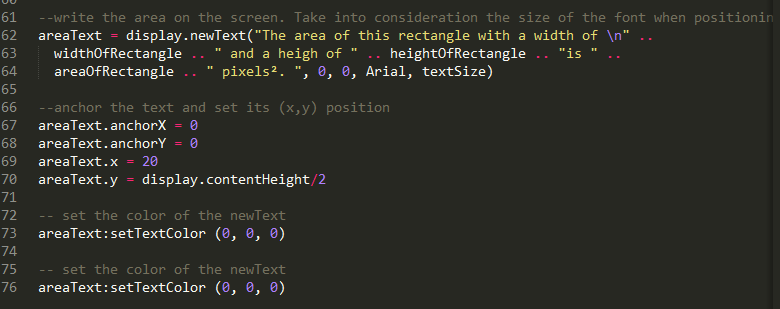 61 --write the area on the screen. Take into consideration the size of the font when positionin
62 areaText = display.newText("The area of this rectangle with a width of \n" ..
63 widthOfRectangle .. " and a heigh of " .. heightOfRectangle .. "is " ..
64 areaOfRectangle .. " pixels². ", 0, 0, Arial, textSize)
65
66 --anchor the text and set its (x,y) position
67 areaText.anchorX = 0
68 areaText.anchorY = 0
69 areaText.x = 20
70 areaText.y = display.contentHeight/2
71
72 -- set the color of the newText
73 areaText:setTextColor (0, 0, 0)
74
75 -- set the color of the newText
76 areaText:setTextColor (0, 0, 0)